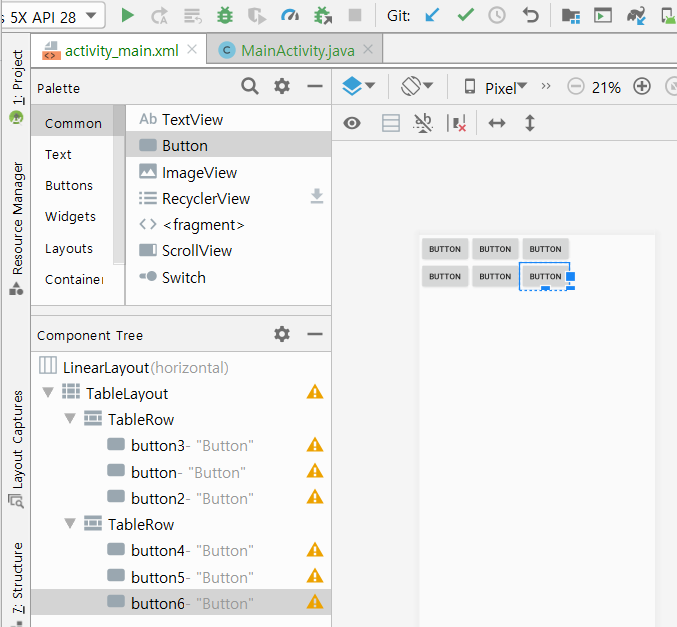 5X API 28
Git:
activity_main.xml
MainActivity.java
1: Project
Resource Manager
Layout Captures
7: Structure
Palette
Common
Text
Buttons
Widgets
Layouts
Ab TextView
Button
ImageView
RecyclerView
<> <fragment>
ScrollView
Switch
Pixel
21%
Component Tree
LinearLayout(horizontal)
TableLayout
TableRow
button3- "Button"
button- "Button"
button2- "Button"
TableRow
button4- "Button"
button5- "Button"
button6- "Button"
BUTTON BUTTON BUTTON
BUTTON BUTTON BUTTON